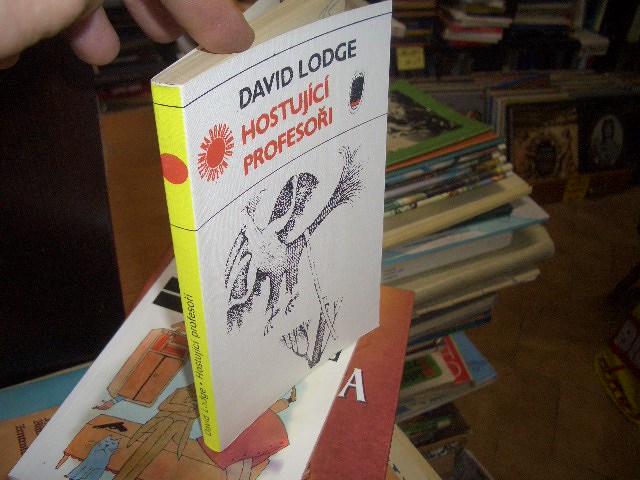 DAVID LODGE
HOSTUJÍCÍ
PROFESOŘI
David Lodge • Hostující profesoři
A